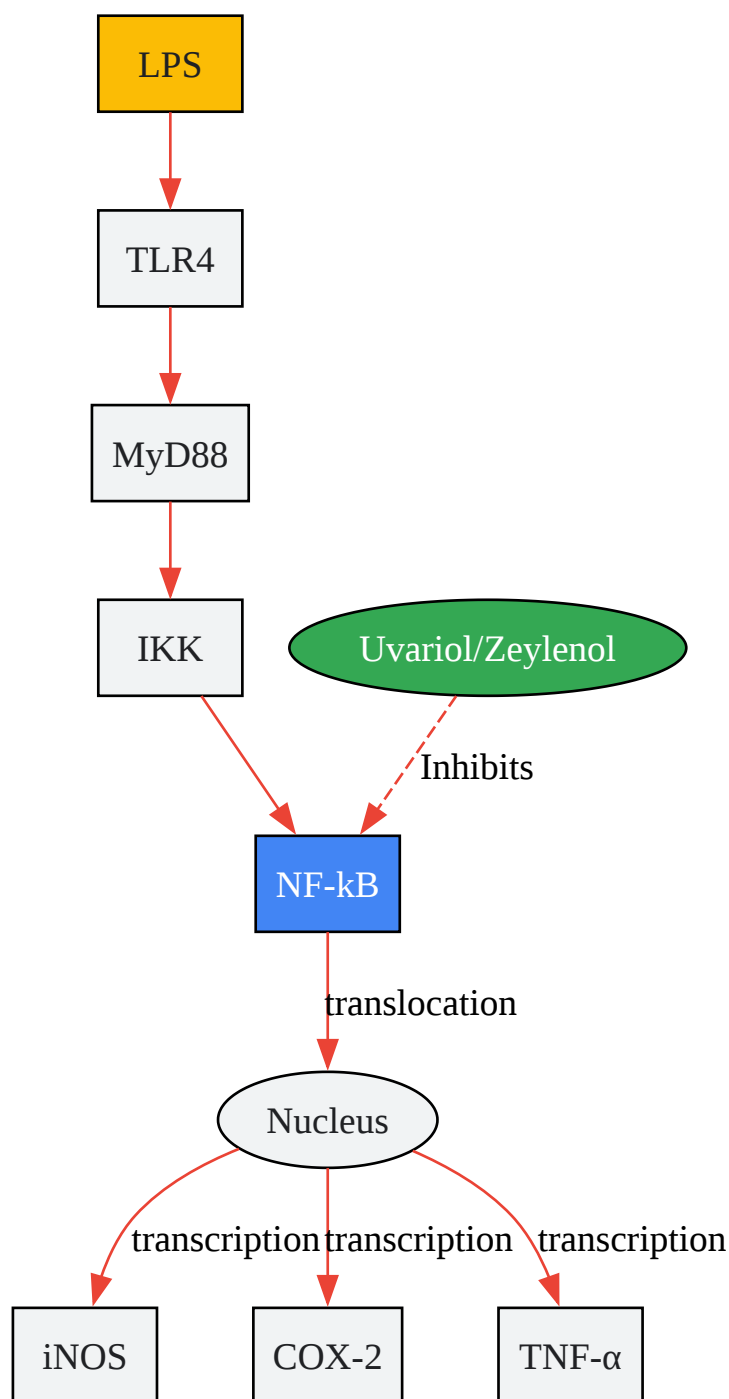 LPS
TLR4
MyD88
IKK
Uvariol/Zeylenol
Inhibits
NF-kB
translocation
Nucleus
transcription
transcription
transcription
iNOS
COX-2
TNF-α